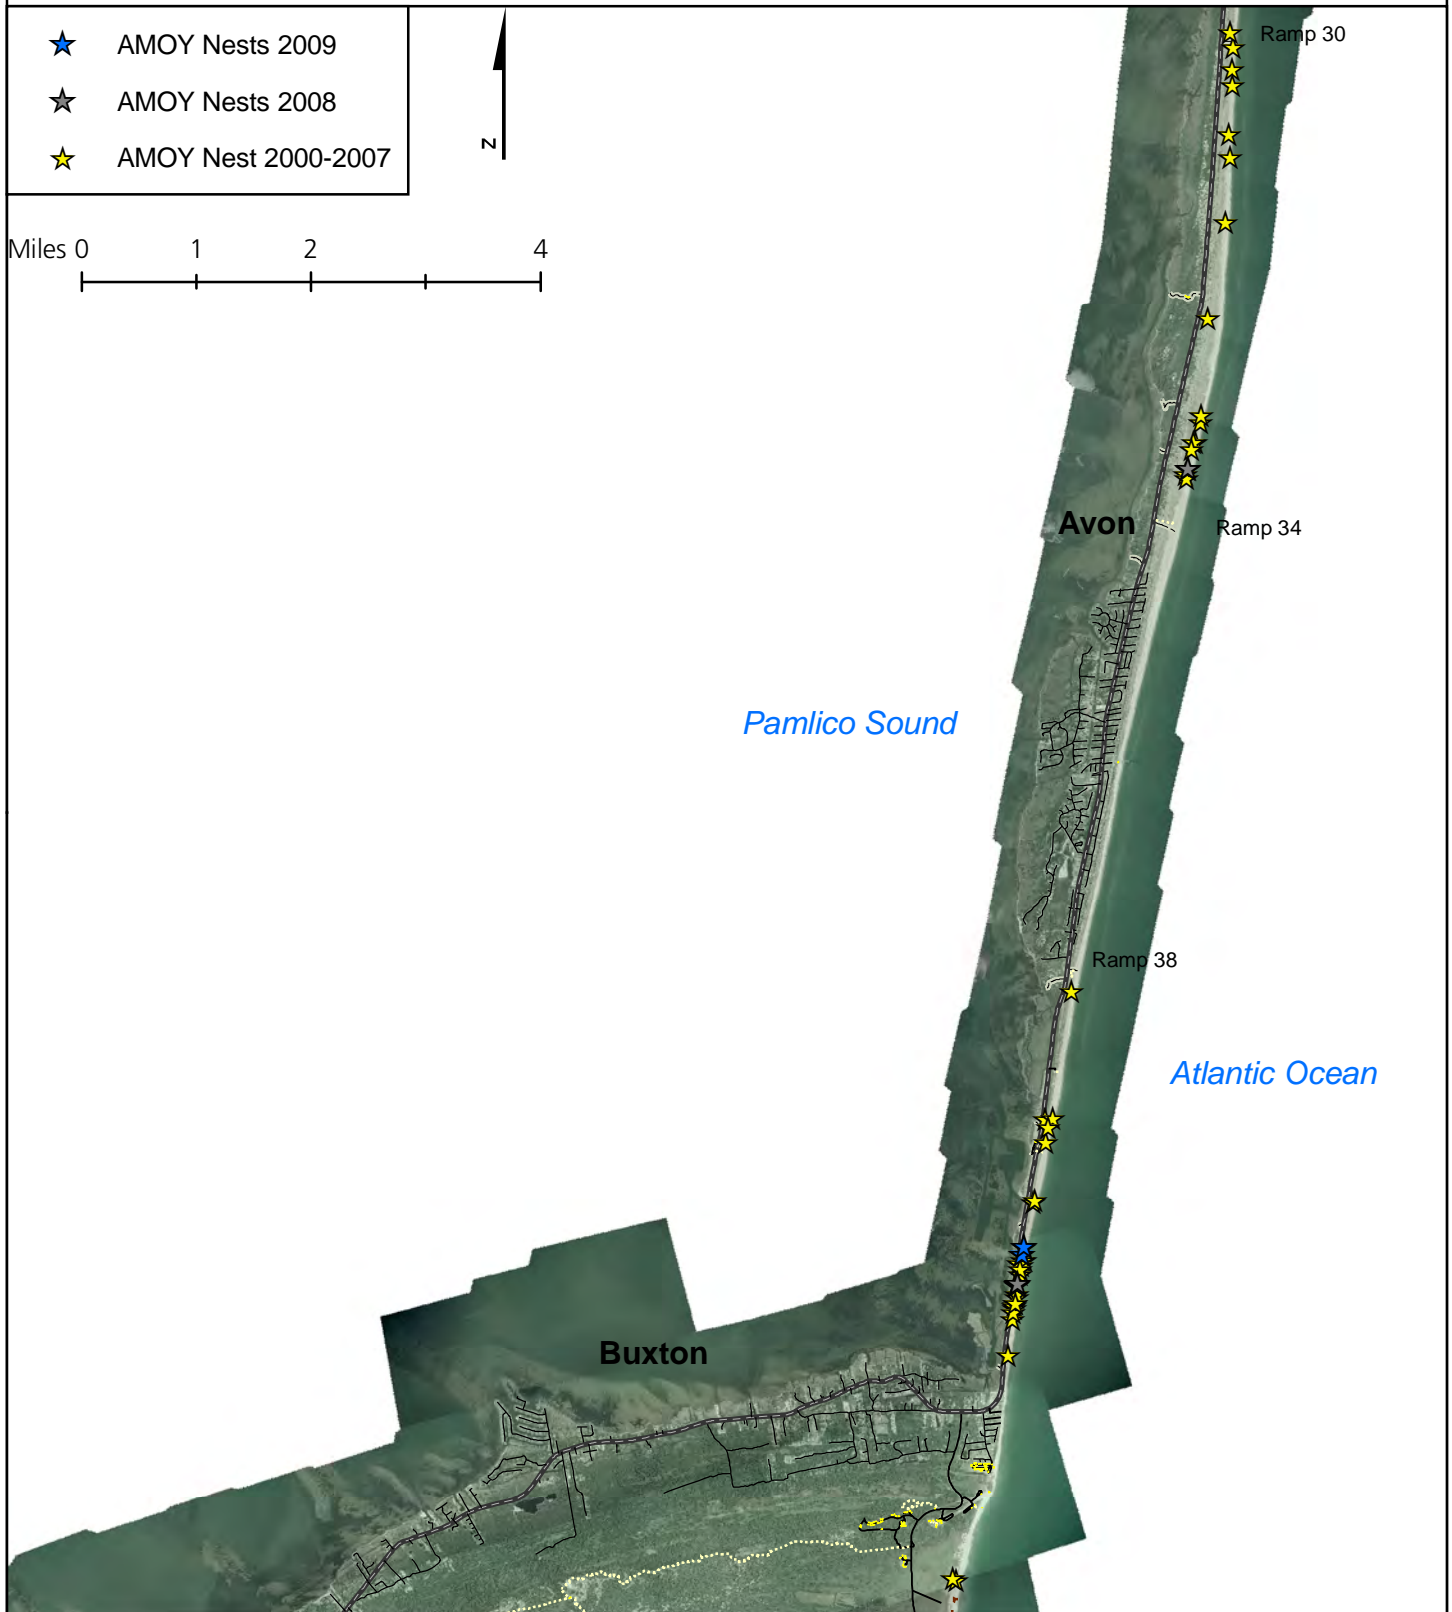 AMOY Nests 2009
AMOY Nests 2008
AMOY Nest 2000-2007
z
Miles 0 1 2 4
Ramp 30
Avon
Ramp 34
Pamlico Sound
Ramp 38
Atlantic Ocean
Buxton